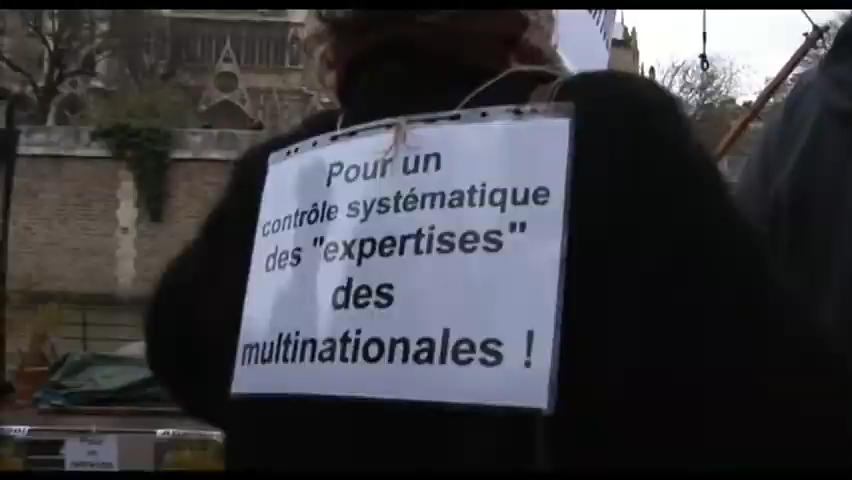 Pour un
contrôle systématique
des "expertises"
des
multinationales !